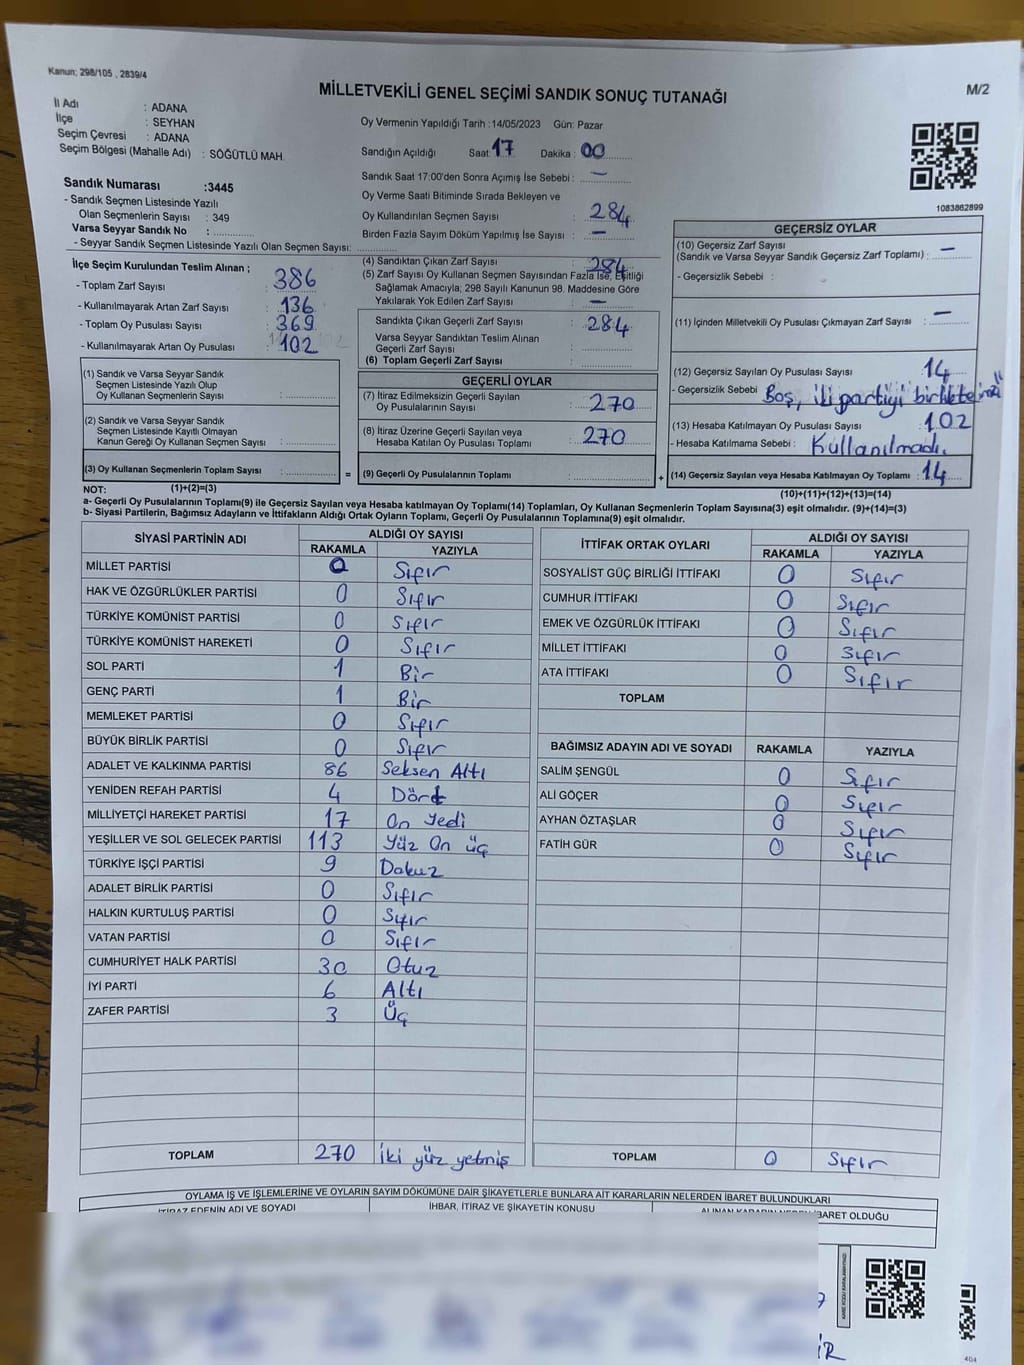 Kanun; 298/105 , 2839/4
MİLLETVEKİLİ GENEL SEÇİMİ SANDIK SONUÇ TUTANAĞI
M/2
İl Adı : ADANA
İlçe : SEYHAN
Seçim Çevresi : ADANA
Seçim Bölgesi (Mahalle Adı) : SÖĞÜTLÜ MAH.
Oy Vermenin Yapıldığı Tarih :14/05/2023 Gün: Pazar
Sandığın Açıldığı Saat: 17 Dakika : 00
Sandık Saat 17:00'den Sonra Açımış İse Sebebi : —
Oy Verme Saati Bitiminde Sırada Bekleyen ve
Oy Kullandırılan Seçmen Sayısı : 284
Birden Fazla Sayım Döküm Yapılmış İse Sayısı : —
Sandık Numarası :3445
- Sandık Seçmen Listesinde Yazılı
Olan Seçmenlerin Sayısı : 349
Varsa Seyyar Sandık No :
- Seyyar Sandık Seçmen Listesinde Yazılı Olan Seçmen Sayısı:
1083862899
İlçe Seçim Kurulundan Teslim Alınan ;
- Toplam Zarf Sayısı : 386
- Kullanılmayarak Artan Zarf Sayısı : 136
- Toplam Oy Pusulası Sayısı : 369
- Kullanılmayarak Artan Oy Pusulası : 102
(4) Sandıktan Çıkan Zarf Sayısı : 284
(5) Zarf Sayısı Oy Kullanan Seçmen Sayısından Fazla İse, Eşitliği
Sağlamak Amacıyla; 298 Sayılı Kanunun 98. Maddesine Göre
Yakılarak Yok Edilen Zarf Sayısı : —
Sandıkta Çıkan Geçerli Zarf Sayısı : 284
Varsa Seyyar Sandıktan Teslim Alınan
Geçerli Zarf Sayısı :
(6) Toplam Geçerli Zarf Sayısı :
GEÇERSİZ OYLAR
(10) Geçersiz Zarf Sayısı
(Sandık ve Varsa Seyyar Sandık Geçersiz Zarf Toplamı) : —
- Geçersizlik Sebebi :
(11) İçinden Milletvekili Oy Pusulası Çıkmayan Zarf Sayısı : —
(12) Geçersiz Sayılan Oy Pusulası Sayısı : 14
- Geçersizlik Sebebi : Boş, iki partiyi birlikte
(13) Hesaba Katılmayan Oy Pusulası Sayısı : 102
- Hesaba Katılmama Sebebi : Kullanılmadı.
(14) Geçersiz Sayılan veya Hesaba Katılmayan Oy Toplamı : 14
(10)+(11)+(12)+(13)=(14)
(1) Sandık ve Varsa Seyyar Sandık
Seçmen Listesinde Yazılı Olup
Oy Kullanan Seçmenlerin Sayısı :
(2) Sandık ve Varsa Seyyar Sandık
Seçmen Listesinde Kayıtlı Olmayan
Kanun Gereği Oy Kullanan Seçmen Sayısı :
(3) Oy Kullanan Seçmenlerin Toplam Sayısı : =
(1)+(2)=(3)
GEÇERLİ OYLAR
(7) İtiraz Edilmeksizin Geçerli Sayılan
Oy Pusulalarının Sayısı : 270
(8) İtiraz Üzerine Geçerli Sayılan veya
Hesaba Katılan Oy Pusulası Toplamı : 270
(9) Geçerli Oy Pusulalarının Toplamı : +
NOT:
a- Geçerli Oy Pusulalarının Toplamı(9) ile Geçersiz Sayılan veya Hesaba katılmayan Oy Toplamı(14) Toplamları, Oy Kullanan Seçmenlerin Toplam Sayısına(3) eşit olmalıdır. (9)+(14)=(3)
b- Siyasi Partilerin, Bağımsız Adayların ve İttifakların Aldığı Ortak Oyların Toplamı, Geçerli Oy Pusulalarının Toplamına(9) eşit olmalıdır.
SİYASİ PARTİNİN ADI ALDIĞI OY SAYISI
RAKAMLA YAZIYLA
MİLLET PARTİSİ 0 Sıfır
HAK VE ÖZGÜRLÜKLER PARTİSİ 0 Sıfır
TÜRKİYE KOMÜNİST PARTİSİ 0 Sıfır
TÜRKİYE KOMÜNİST HAREKETİ 0 Sıfır
SOL PARTİ 1 Bir
GENÇ PARTİ 1 Bir
MEMLEKET PARTİSİ 0 Sıfır
BÜYÜK BİRLİK PARTİSİ 0 Sıfır
ADALET VE KALKINMA PARTİSİ 86 Seksen Altı
YENİDEN REFAH PARTİSİ 4 Dört
MİLLİYETÇİ HAREKET PARTİSİ 17 On Yedi
YEŞİLLER VE SOL GELECEK PARTİSİ 113 Yüz On üç
TÜRKİYE İŞÇİ PARTİSİ 9 Dokuz
ADALET BİRLİK PARTİSİ 0 Sıfır
HALKIN KURTULUŞ PARTİSİ 0 Sıfır
VATAN PARTİSİ 0 Sıfır
CUMHURİYET HALK PARTİSİ 30 Otuz
İYİ PARTİ 6 Altı
ZAFER PARTİSİ 3 Üç
TOPLAM 270 iki yüz yetmiş
İTTİFAK ORTAK OYLARI ALDIĞI OY SAYISI
RAKAMLA YAZIYLA
SOSYALİST GÜÇ BİRLİĞİ İTTİFAKI 0 Sıfır
CUMHUR İTTİFAKI 0 Sıfır
EMEK VE ÖZGÜRLÜK İTTİFAKI 0 Sıfır
MİLLET İTTİFAKI 0 Sıfır
ATA İTTİFAKI 0 Sıfır
TOPLAM
BAĞIMSIZ ADAYIN ADI VE SOYADI RAKAMLA YAZIYLA
SALİM ŞENGÜL 0 Sıfır
ALİ GÖÇER 0 Sıfır
AYHAN ÖZTAŞLAR 0 Sıfır
FATİH GÜR 0 Sıfır
TOPLAM 0 Sıfır
OYLAMA İŞ VE İŞLEMLERİNE VE OYLARIN SAYIM DÖKÜMÜNE DAİR ŞİKAYETLERLE BUNLARA AİT KARARLARIN NELERDEN İBARET BULUNDUKLARI
İTİRAZ EDENİN ADI VE SOYADI İHBAR, İTİRAZ VE ŞİKAYETİN KONUSU ALINAN KARARIN NEDEN İBARET OLDUĞU